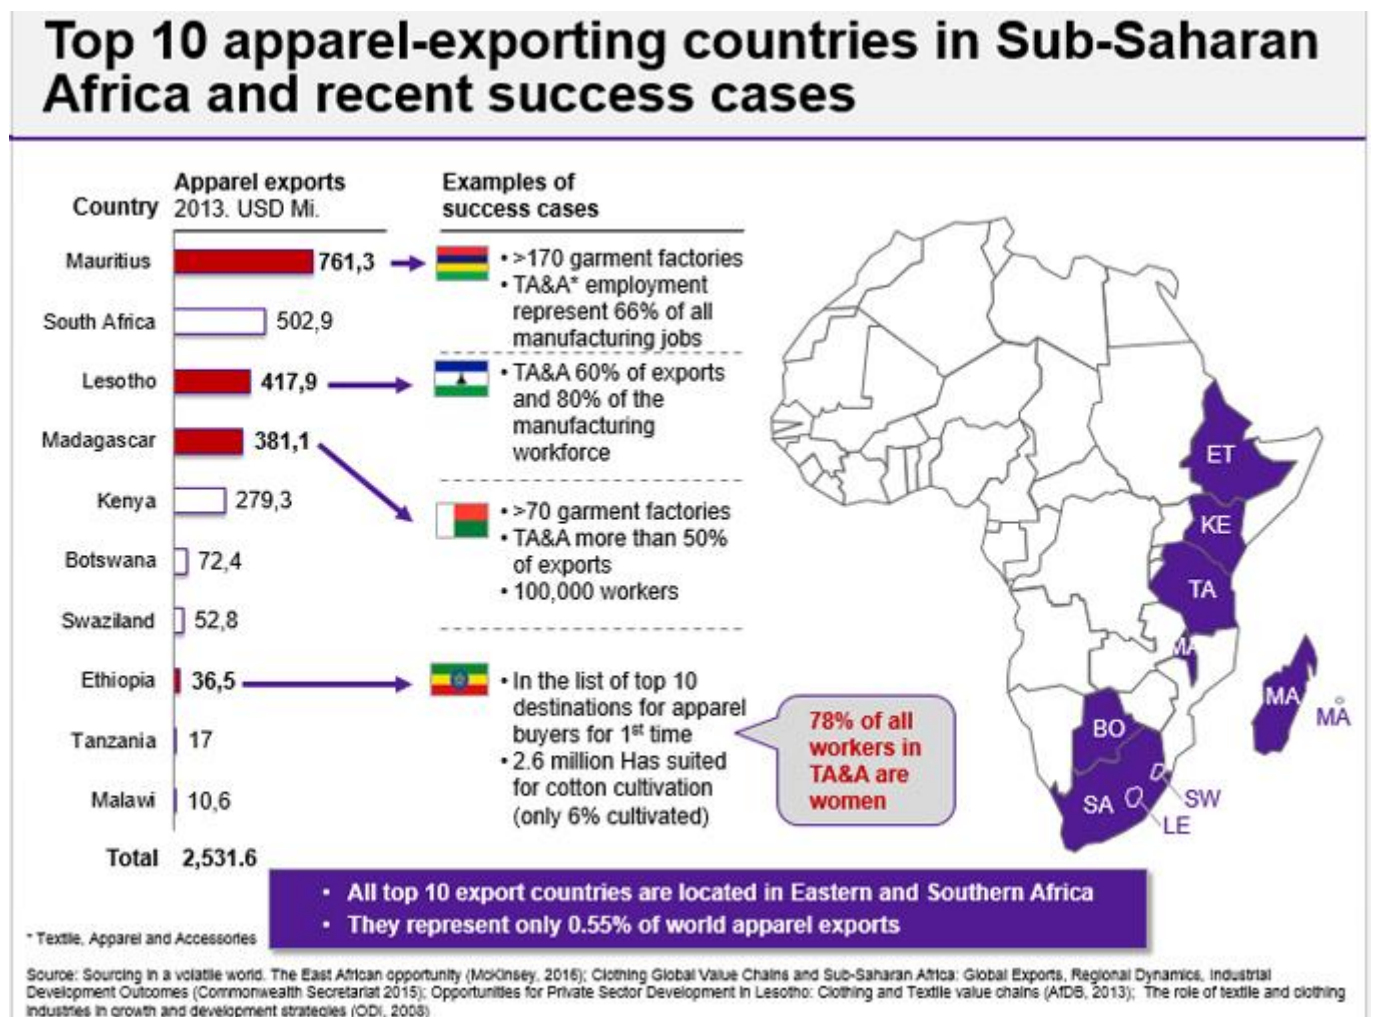 Top 10 apparel-exporting countries in Sub-Saharan
Africa and recent success cases
Country
Apparel exports
2013. USD Mi.
Examples of
success cases
Mauritius 761,3
• >170 garment factories
• TA&A* employment
represent 66% of all
manufacturing jobs
South Africa 502,9
Lesotho 417,9
• TA&A 60% of exports
and 80% of the
manufacturing
workforce
Madagascar 381,1
• >70 garment factories
• TA&A more than 50%
of exports
• 100,000 workers
Kenya 279,3
Botswana 72,4
Swaziland 52,8
Ethiopia 36,5
• In the list of top 10
destinations for apparel
buyers for 1st time
• 2.6 million Has suited
for cotton cultivation
(only 6% cultivated)
Tanzania 17
Malawi 10,6
Total 2,531.6
78% of all
workers in
TA&A are
women
ET
KE
TA
MA
MA
MA
BO
SA
SW
LE
• All top 10 export countries are located in Eastern and Southern Africa
• They represent only 0.55% of world apparel exports
* Textile, Apparel and Accessories
Source: Sourcing in a volatile world. The East African opportunity (McKinsey, 2016); Clothing Global Value Chains and Sub-Saharan Africa: Global Exports, Regional Dynamics, Industrial
Development Outcomes (Commonwealth Secretariat 2015); Opportunities for Private Sector Development in Lesotho: Clothing and Textile value chains (AfDB, 2013); The role of textile and clothing
industries in growth and development strategies (ODI, 2008)